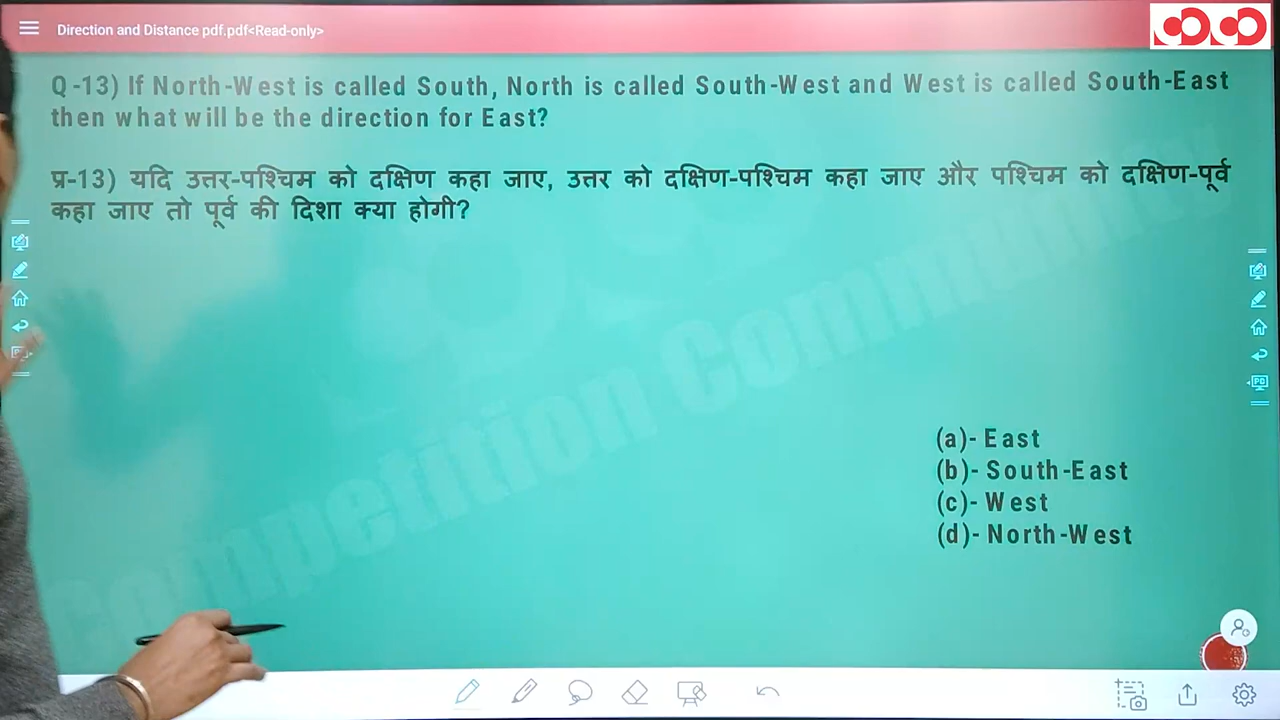 Direction and Distance pdf.pdf<Read-only>
Q-13) If North-West is called South, North is called South-West and West is called South-East
then what will be the direction for East?
प्र-13) यदि उत्तर-पश्चिम को दक्षिण कहा जाए, उत्तर को दक्षिण-पश्चिम कहा जाए और पश्चिम को दक्षिण-पूर्व
कहा जाए तो पूर्व की दिशा क्या होगी?
Competition Community
(a)- East
(b)- South-East
(c)- West
(d)- North-West